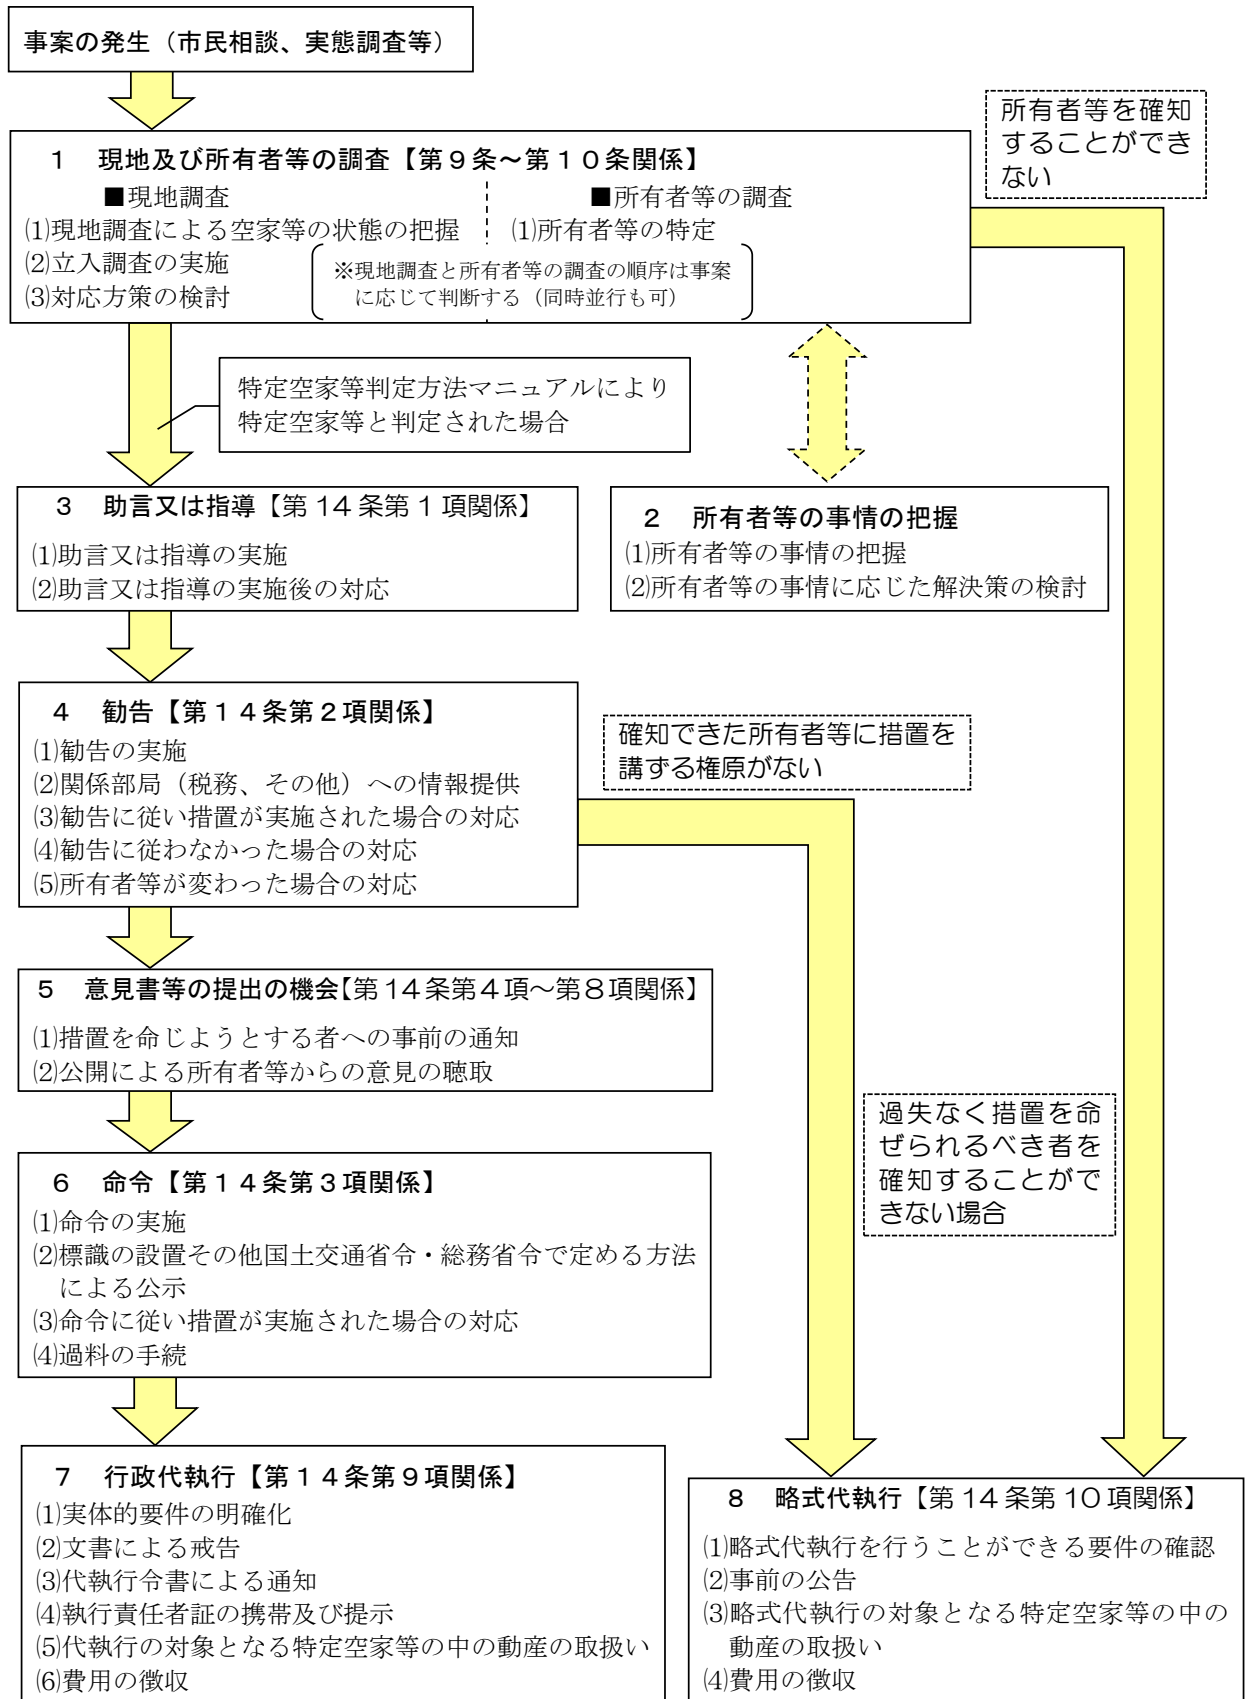 事案の発生（市民相談、実態調査等）
所有者等を確知
することができ
ない
１　現地及び所有者等の調査【第９条～第１０条関係】
■現地調査
⑴現地調査による空家等の状態の把握
⑵立入調査の実施
⑶対応方策の検討
■所有者等の調査
⑴所有者等の特定
※現地調査と所有者等の調査の順序は事案
に応じて判断する（同時並行も可）
特定空家等判定方法マニュアルにより
特定空家等と判定された場合
３　助言又は指導【第 14 条第 1 項関係】
⑴助言又は指導の実施
⑵助言又は指導の実施後の対応
２　所有者等の事情の把握
⑴所有者等の事情の把握
⑵所有者等の事情に応じた解決策の検討
４　勧告【第１４条第２項関係】
⑴勧告の実施
⑵関係部局（税務、その他）への情報提供
⑶勧告に従い措置が実施された場合の対応
⑷勧告に従わなかった場合の対応
⑸所有者等が変わった場合の対応
確知できた所有者等に措置を
講ずる権原がない
５　意見書等の提出の機会【第14条第４項～第８項関係】
⑴措置を命じようとする者への事前の通知
⑵公開による所有者等からの意見の聴取
過失なく措置を命
ぜられるべき者を
確知することがで
きない場合
６　命令【第１４条第３項関係】
⑴命令の実施
⑵標識の設置その他国土交通省令・総務省令で定める方法
による公示
⑶命令に従い措置が実施された場合の対応
⑷過料の手続
７　行政代執行【第１４条第９項関係】
⑴実体的要件の明確化
⑵文書による戒告
⑶代執行令書による通知
⑷執行責任者証の携帯及び提示
⑸代執行の対象となる特定空家等の中の動産の取扱い
⑹費用の徴収
８　略式代執行【第 14 条第 10 項関係】
⑴略式代執行を行うことができる要件の確認
⑵事前の公告
⑶略式代執行の対象となる特定空家等の中の
動産の取扱い
⑷費用の徴収